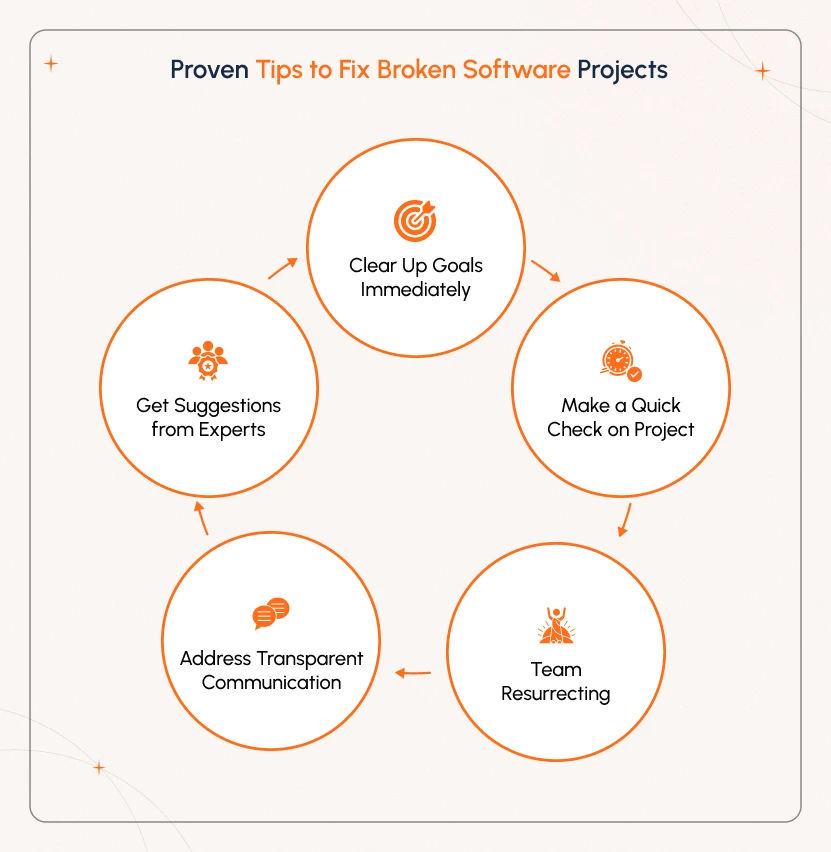 Proven Tips to Fix Broken Software Projects
Clear Up Goals
Immediately
Make a Quick
Check on Project
Team
Resurrecting
Address Transparent
Communication
Get Suggestions
from Experts